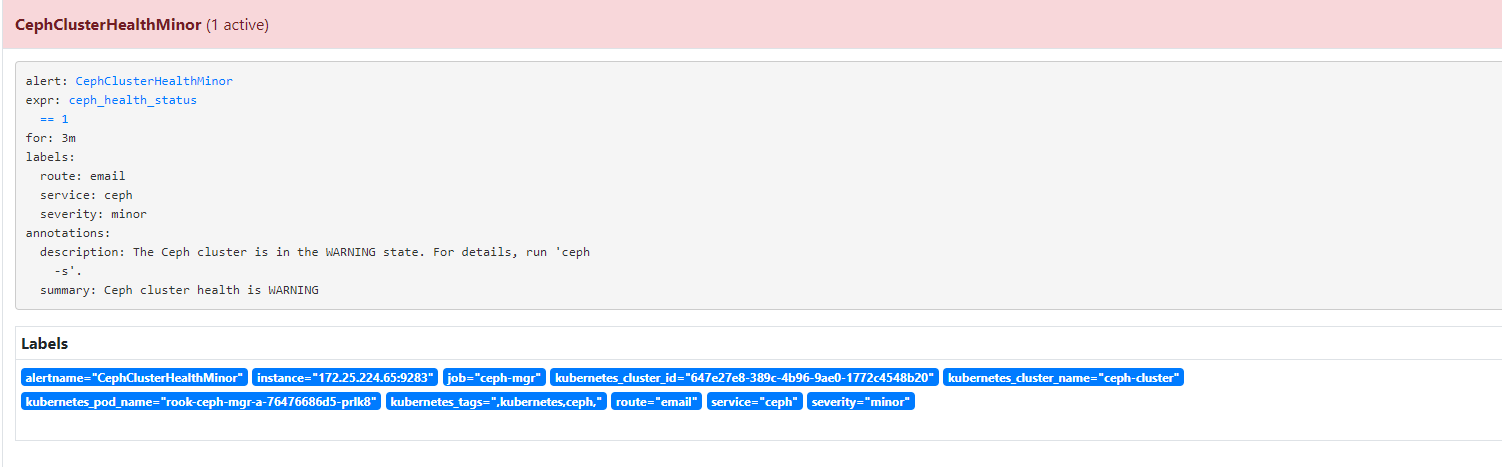 CephClusterHealthMinor (1 active)
alert: CephClusterHealthMinor
expr: ceph_health_status
  == 1
for: 3m
labels:
  route: email
  service: ceph
  severity: minor
annotations:
  description: The Ceph cluster is in the WARNING state. For details, run 'ceph
    -s'.
  summary: Ceph cluster health is WARNING
Labels
alertname="CephClusterHealthMinor" instance="172.25.224.65:9283" job="ceph-mgr" kubernetes_cluster_id="647e27e8-389c-4b96-9ae0-1772c4548b20" kubernetes_cluster_name="ceph-cluster"
kubernetes_pod_name="rook-ceph-mgr-a-76476686d5-prlk8" kubernetes_tags=",kubernetes,ceph," route="email" service="ceph" severity="minor"